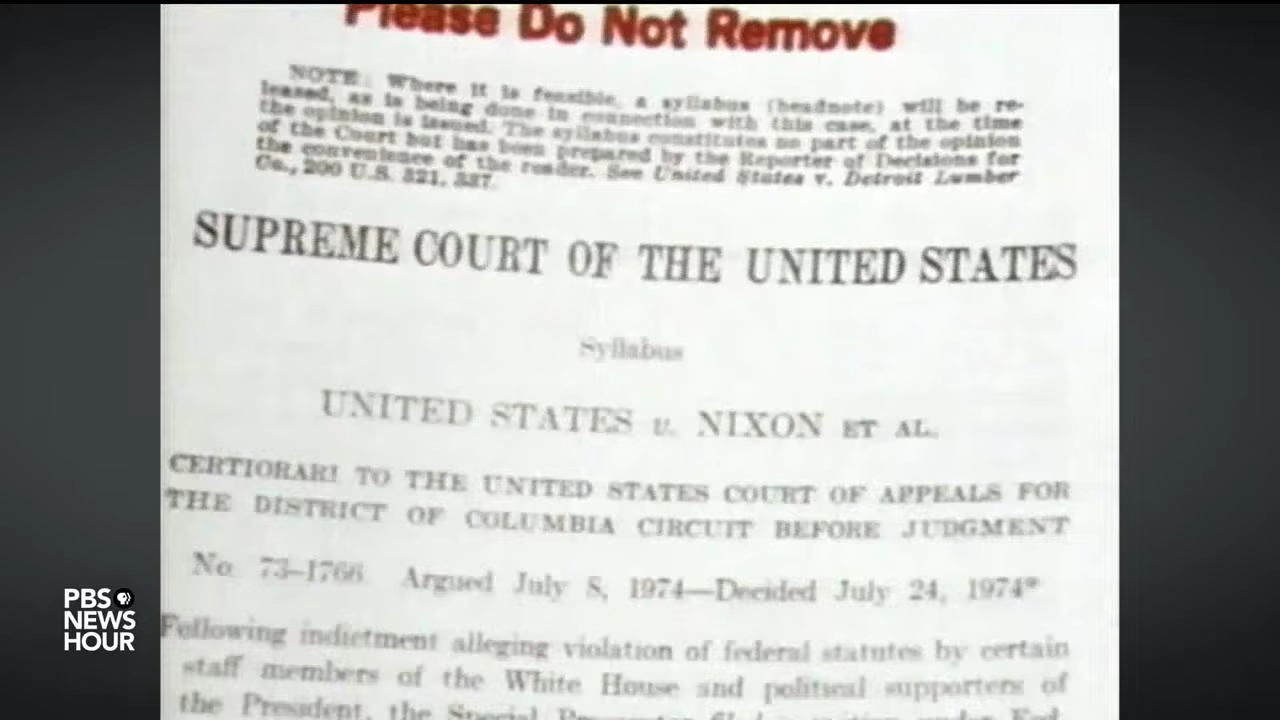 Please Do Not Remove
NOTE: Where it is feasible, a syllabus (headnote) will be re-
leased, as is being done in connection with this case, at the time
the opinion is issued. The syllabus constitutes no part of the opinion
of the Court but has been prepared by the Reporter of Decisions for
the convenience of the reader. See United States v. Detroit Lumber
Co., 200 U.S. 321, 337.
SUPREME COURT OF THE UNITED STATES
Syllabus
UNITED STATES v. NIXON ET AL.
CERTIORARI TO THE UNITED STATES COURT OF APPEALS FOR
THE DISTRICT OF COLUMBIA CIRCUIT BEFORE JUDGMENT
No. 73–1766. Argued July 8, 1974—Decided July 24, 1974*
Following indictment alleging violation of federal statutes by certain
staff members of the White House and political supporters of
the President, the Special
PBS
NEWS
HOUR